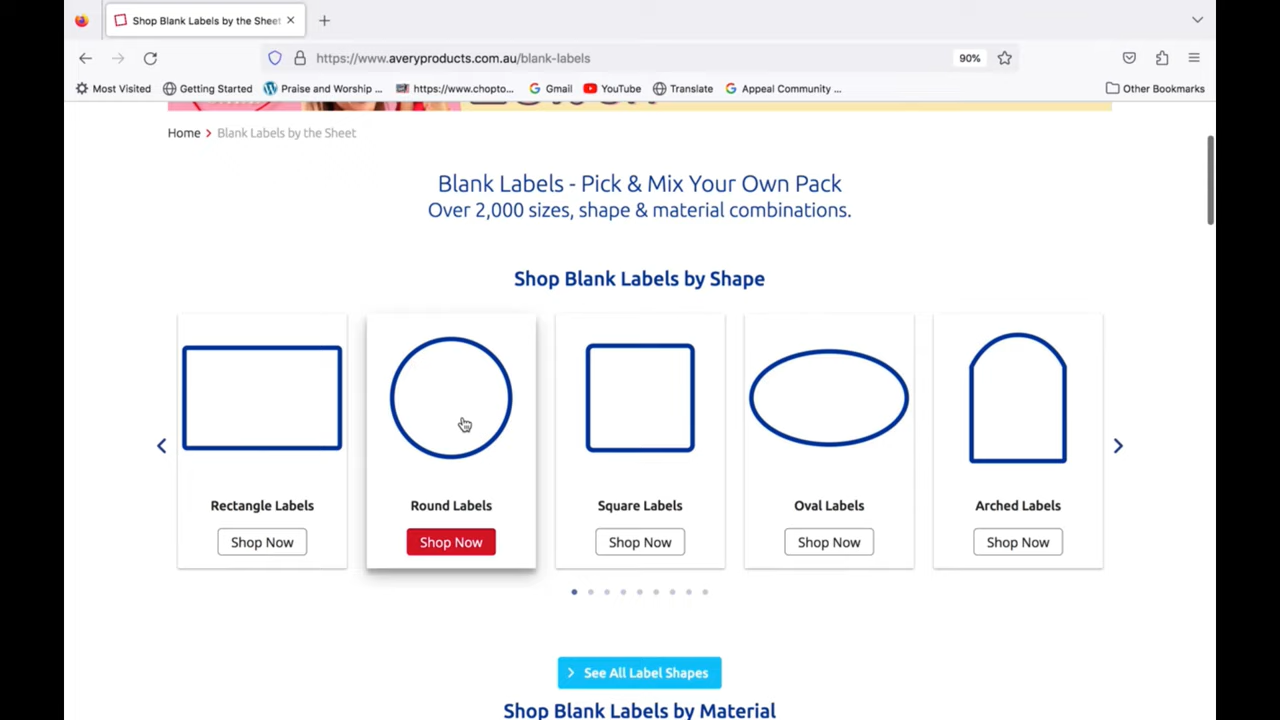 Shop Blank Labels by the Sheet
https://www.averyproducts.com.au/blank-labels
90%
Most Visited
Getting Started
Praise and Worship ...
https://www.chopto...
Gmail
YouTube
Translate
Appeal Community ...
Other Bookmarks
Home > Blank Labels by the Sheet
Blank Labels - Pick & Mix Your Own Pack
Over 2,000 sizes, shape & material combinations.
Shop Blank Labels by Shape
Rectangle Labels
Shop Now
Round Labels
Shop Now
Square Labels
Shop Now
Oval Labels
Shop Now
Arched Labels
Shop Now
See All Label Shapes
Shop Blank Labels by Material